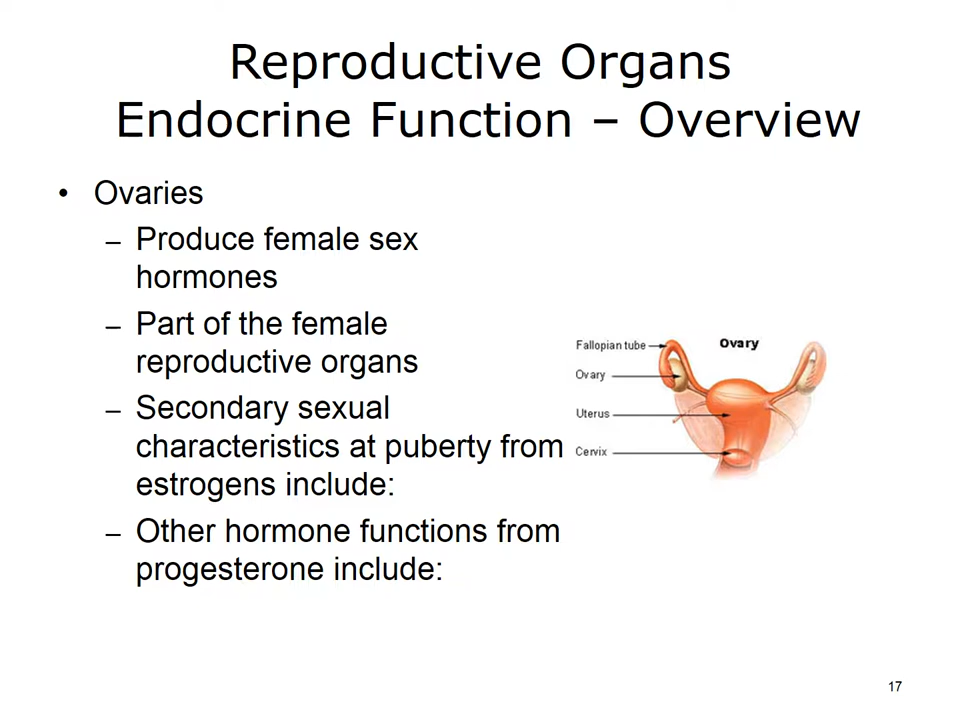 Reproductive Organs
Endocrine Function – Overview
• Ovaries
– Produce female sex
hormones
– Part of the female
reproductive organs
– Secondary sexual
characteristics at puberty from
estrogens include:
– Other hormone functions from
progesterone include:
Ovary
Fallopian tube
Ovary
Uterus
Cervix
17